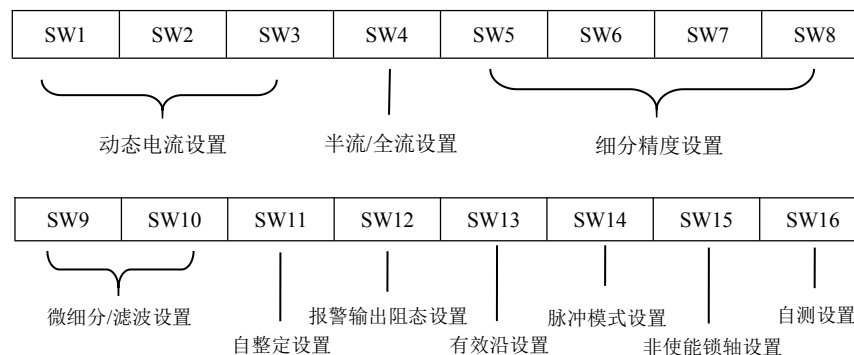 SW1 SW2 SW3 SW4 SW5 SW6 SW7 SW8
动态电流设置 半流/全流设置 细分精度设置
SW9 SW10 SW11 SW12 SW13 SW14 SW15 SW16
微细分/滤波设置 报警输出阻态设置 脉冲模式设置 自测设置
自整定设置 有效沿设置 非使能锁轴设置